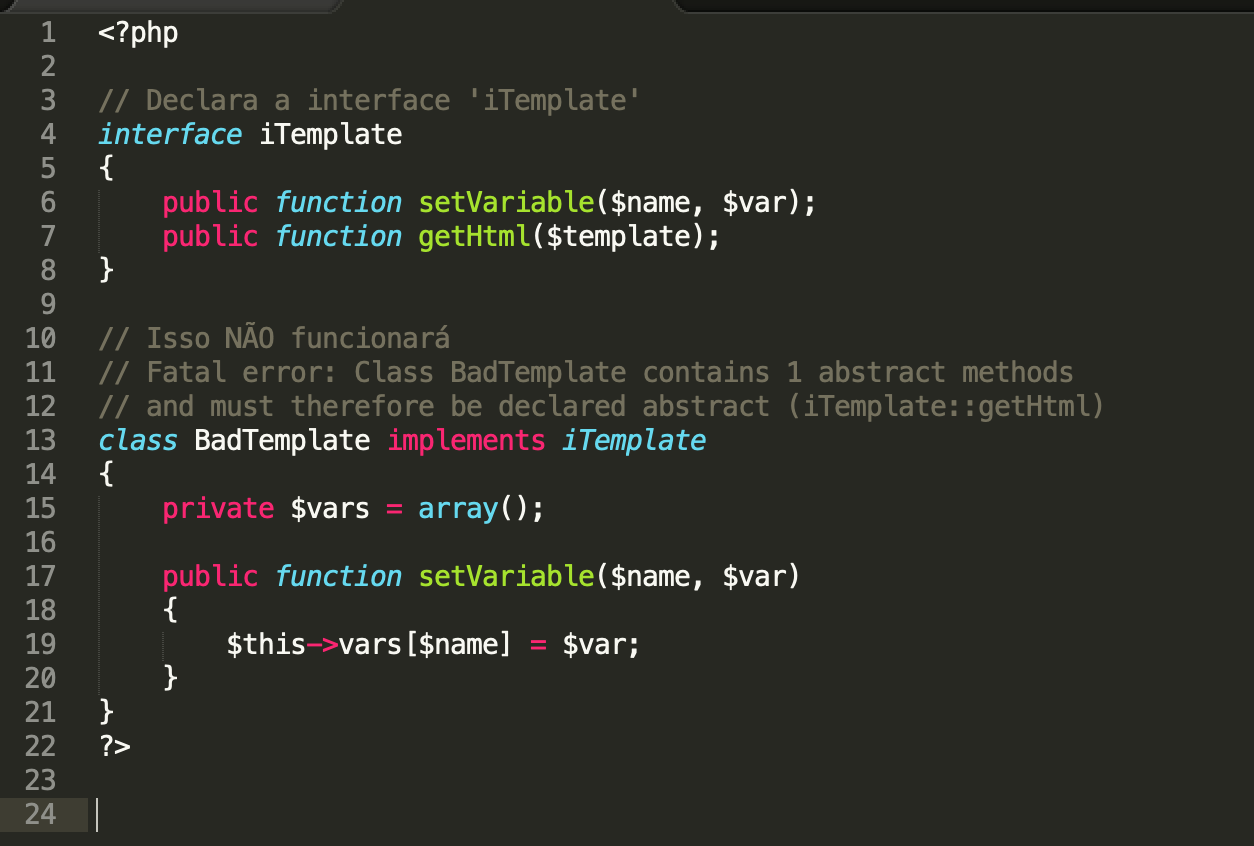 1 <?php
2
3 // Declara a interface 'iTemplate'
4 interface iTemplate
5 {
6     public function setVariable($name, $var);
7     public function getHtml($template);
8 }
9
10 // Isso NÃO funcionará
11 // Fatal error: Class BadTemplate contains 1 abstract methods
12 // and must therefore be declared abstract (iTemplate::getHtml)
13 class BadTemplate implements iTemplate
14 {
15     private $vars = array();
16
17     public function setVariable($name, $var)
18     {
19         $this->vars[$name] = $var;
20     }
21 }
22 ?>
23
24